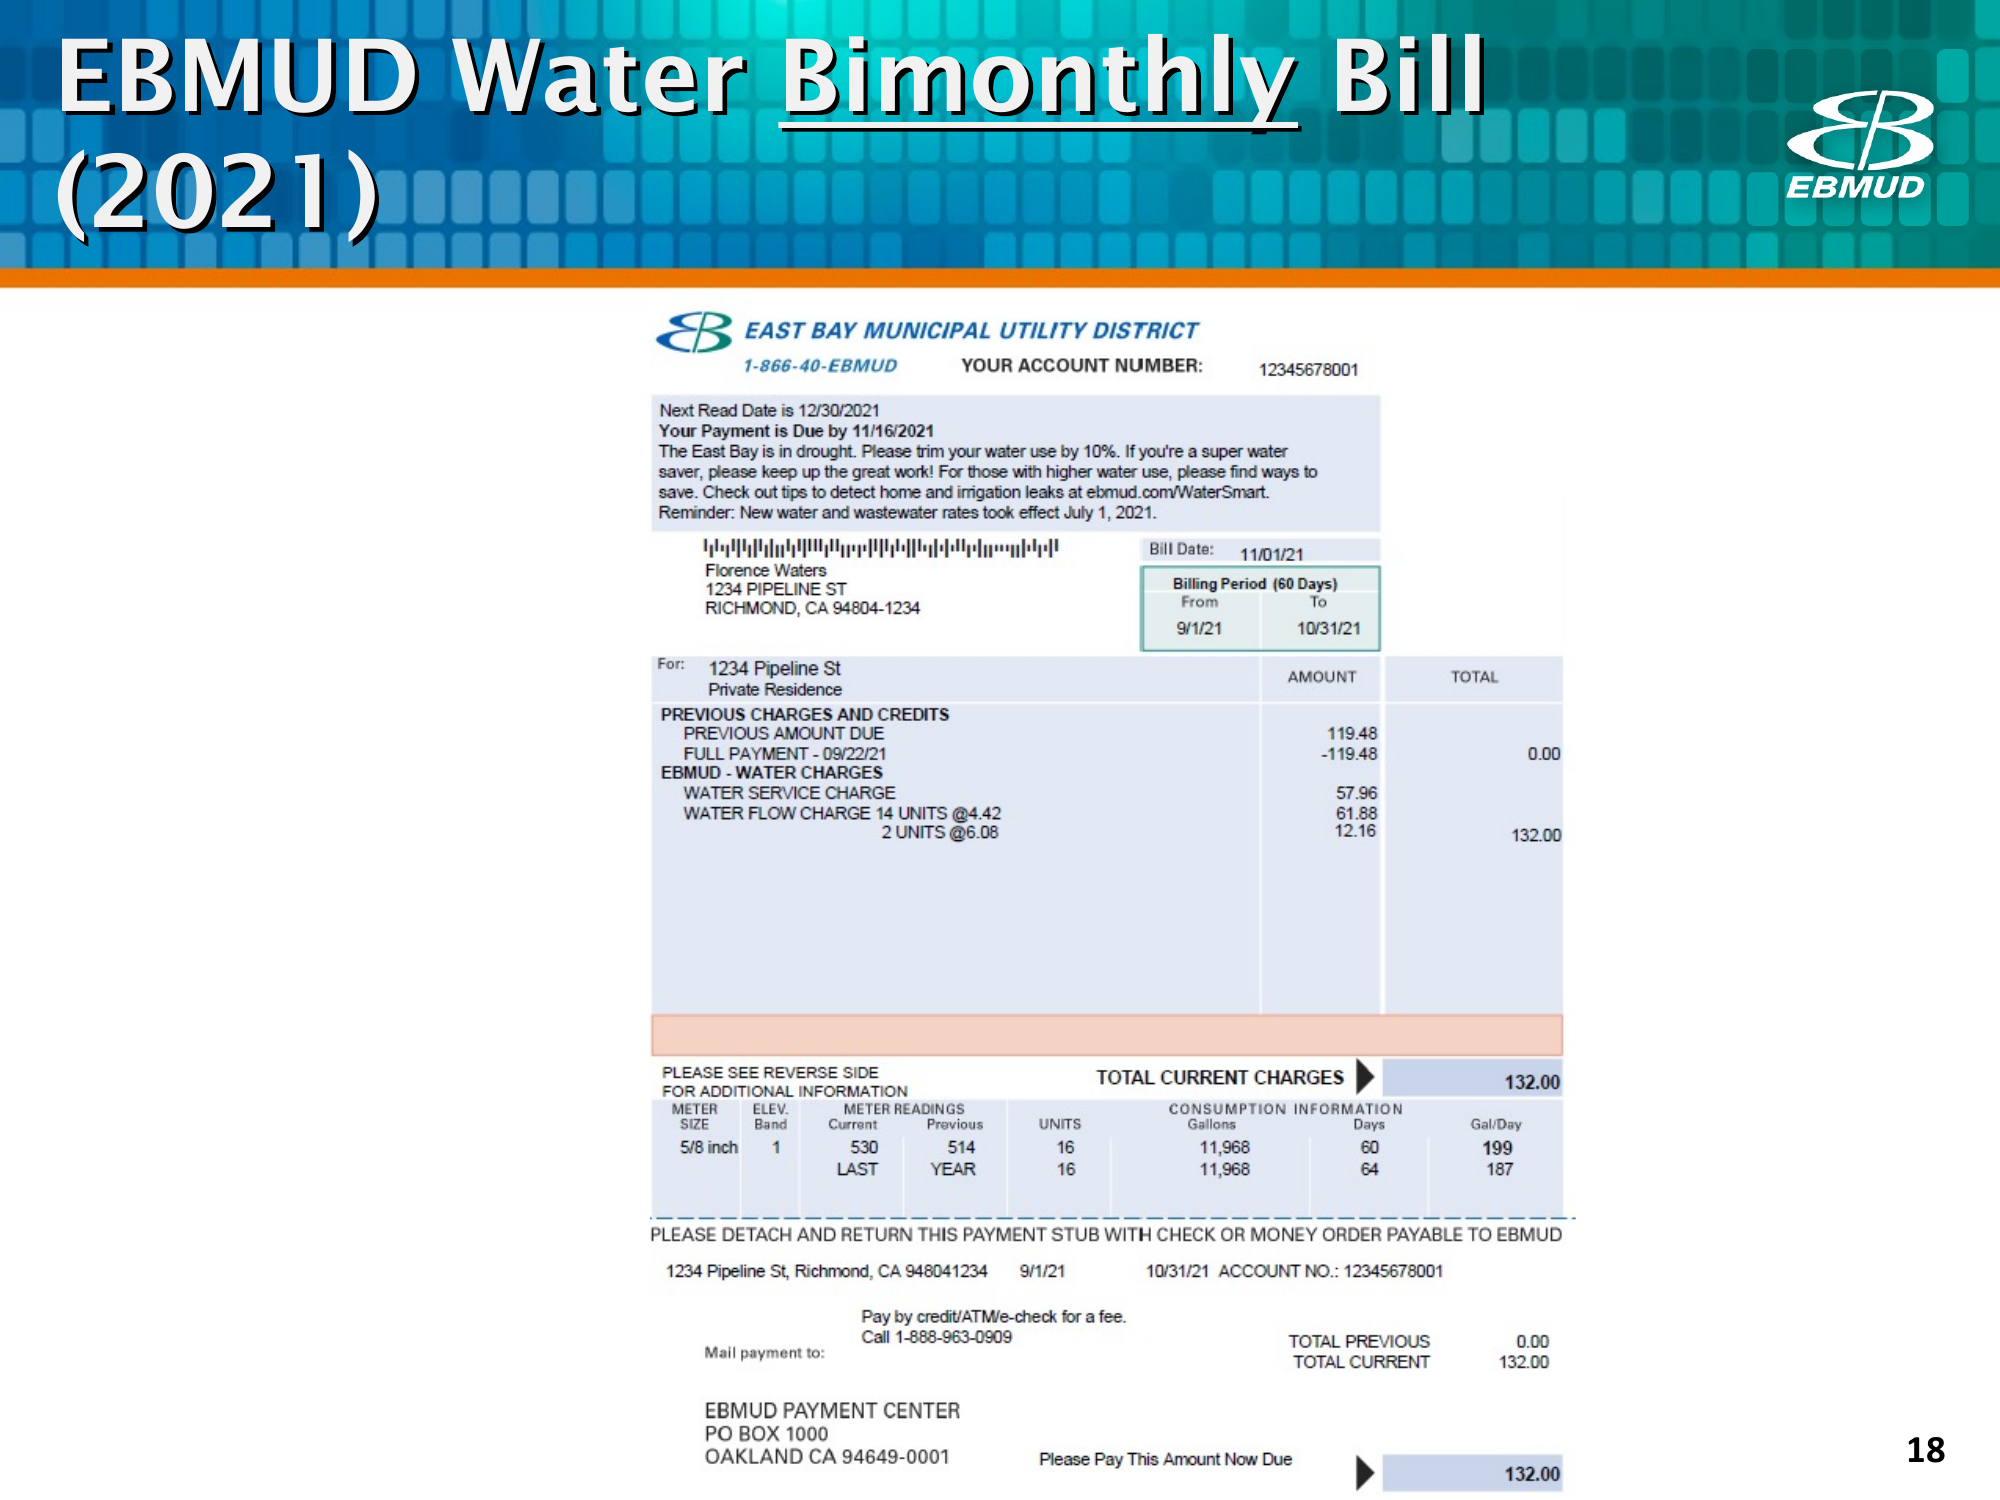 EBMUD Water Bimonthly Bill
(2021)
EBMUD
EAST BAY MUNICIPAL UTILITY DISTRICT
1-866-40-EBMUD YOUR ACCOUNT NUMBER: 12345678001
Next Read Date is 12/30/2021
Your Payment is Due by 11/16/2021
The East Bay is in drought. Please trim your water use by 10%. If you're a super water
saver, please keep up the great work! For those with higher water use, please find ways to
save. Check out tips to detect home and irrigation leaks at ebmud.com/WaterSmart.
Reminder: New water and wastewater rates took effect July 1, 2021.
Bill Date: 11/01/21
Florence Waters
1234 PIPELINE ST
RICHMOND, CA 94804-1234
Billing Period (60 Days)
From To
9/1/21 10/31/21
For: 1234 Pipeline St
Private Residence
AMOUNT TOTAL
PREVIOUS CHARGES AND CREDITS
PREVIOUS AMOUNT DUE 119.48
FULL PAYMENT - 09/22/21 -119.48 0.00
EBMUD - WATER CHARGES
WATER SERVICE CHARGE 57.96
WATER FLOW CHARGE 14 UNITS @4.42 61.88
2 UNITS @6.08 12.16 132.00
PLEASE SEE REVERSE SIDE
FOR ADDITIONAL INFORMATION
TOTAL CURRENT CHARGES 132.00
METER ELEV. METER READINGS CONSUMPTION INFORMATION
SIZE Band Current Previous UNITS Gallons Days Gal/Day
5/8 inch 1 530 514 16 11,968 60 199
LAST YEAR 16 11,968 64 187
PLEASE DETACH AND RETURN THIS PAYMENT STUB WITH CHECK OR MONEY ORDER PAYABLE TO EBMUD
1234 Pipeline St, Richmond, CA 948041234 9/1/21 10/31/21 ACCOUNT NO.: 12345678001
Pay by credit/ATM/e-check for a fee.
Call 1-888-963-0909
Mail payment to:
TOTAL PREVIOUS 0.00
TOTAL CURRENT 132.00
EBMUD PAYMENT CENTER
PO BOX 1000
OAKLAND CA 94649-0001
Please Pay This Amount Now Due 132.00
18